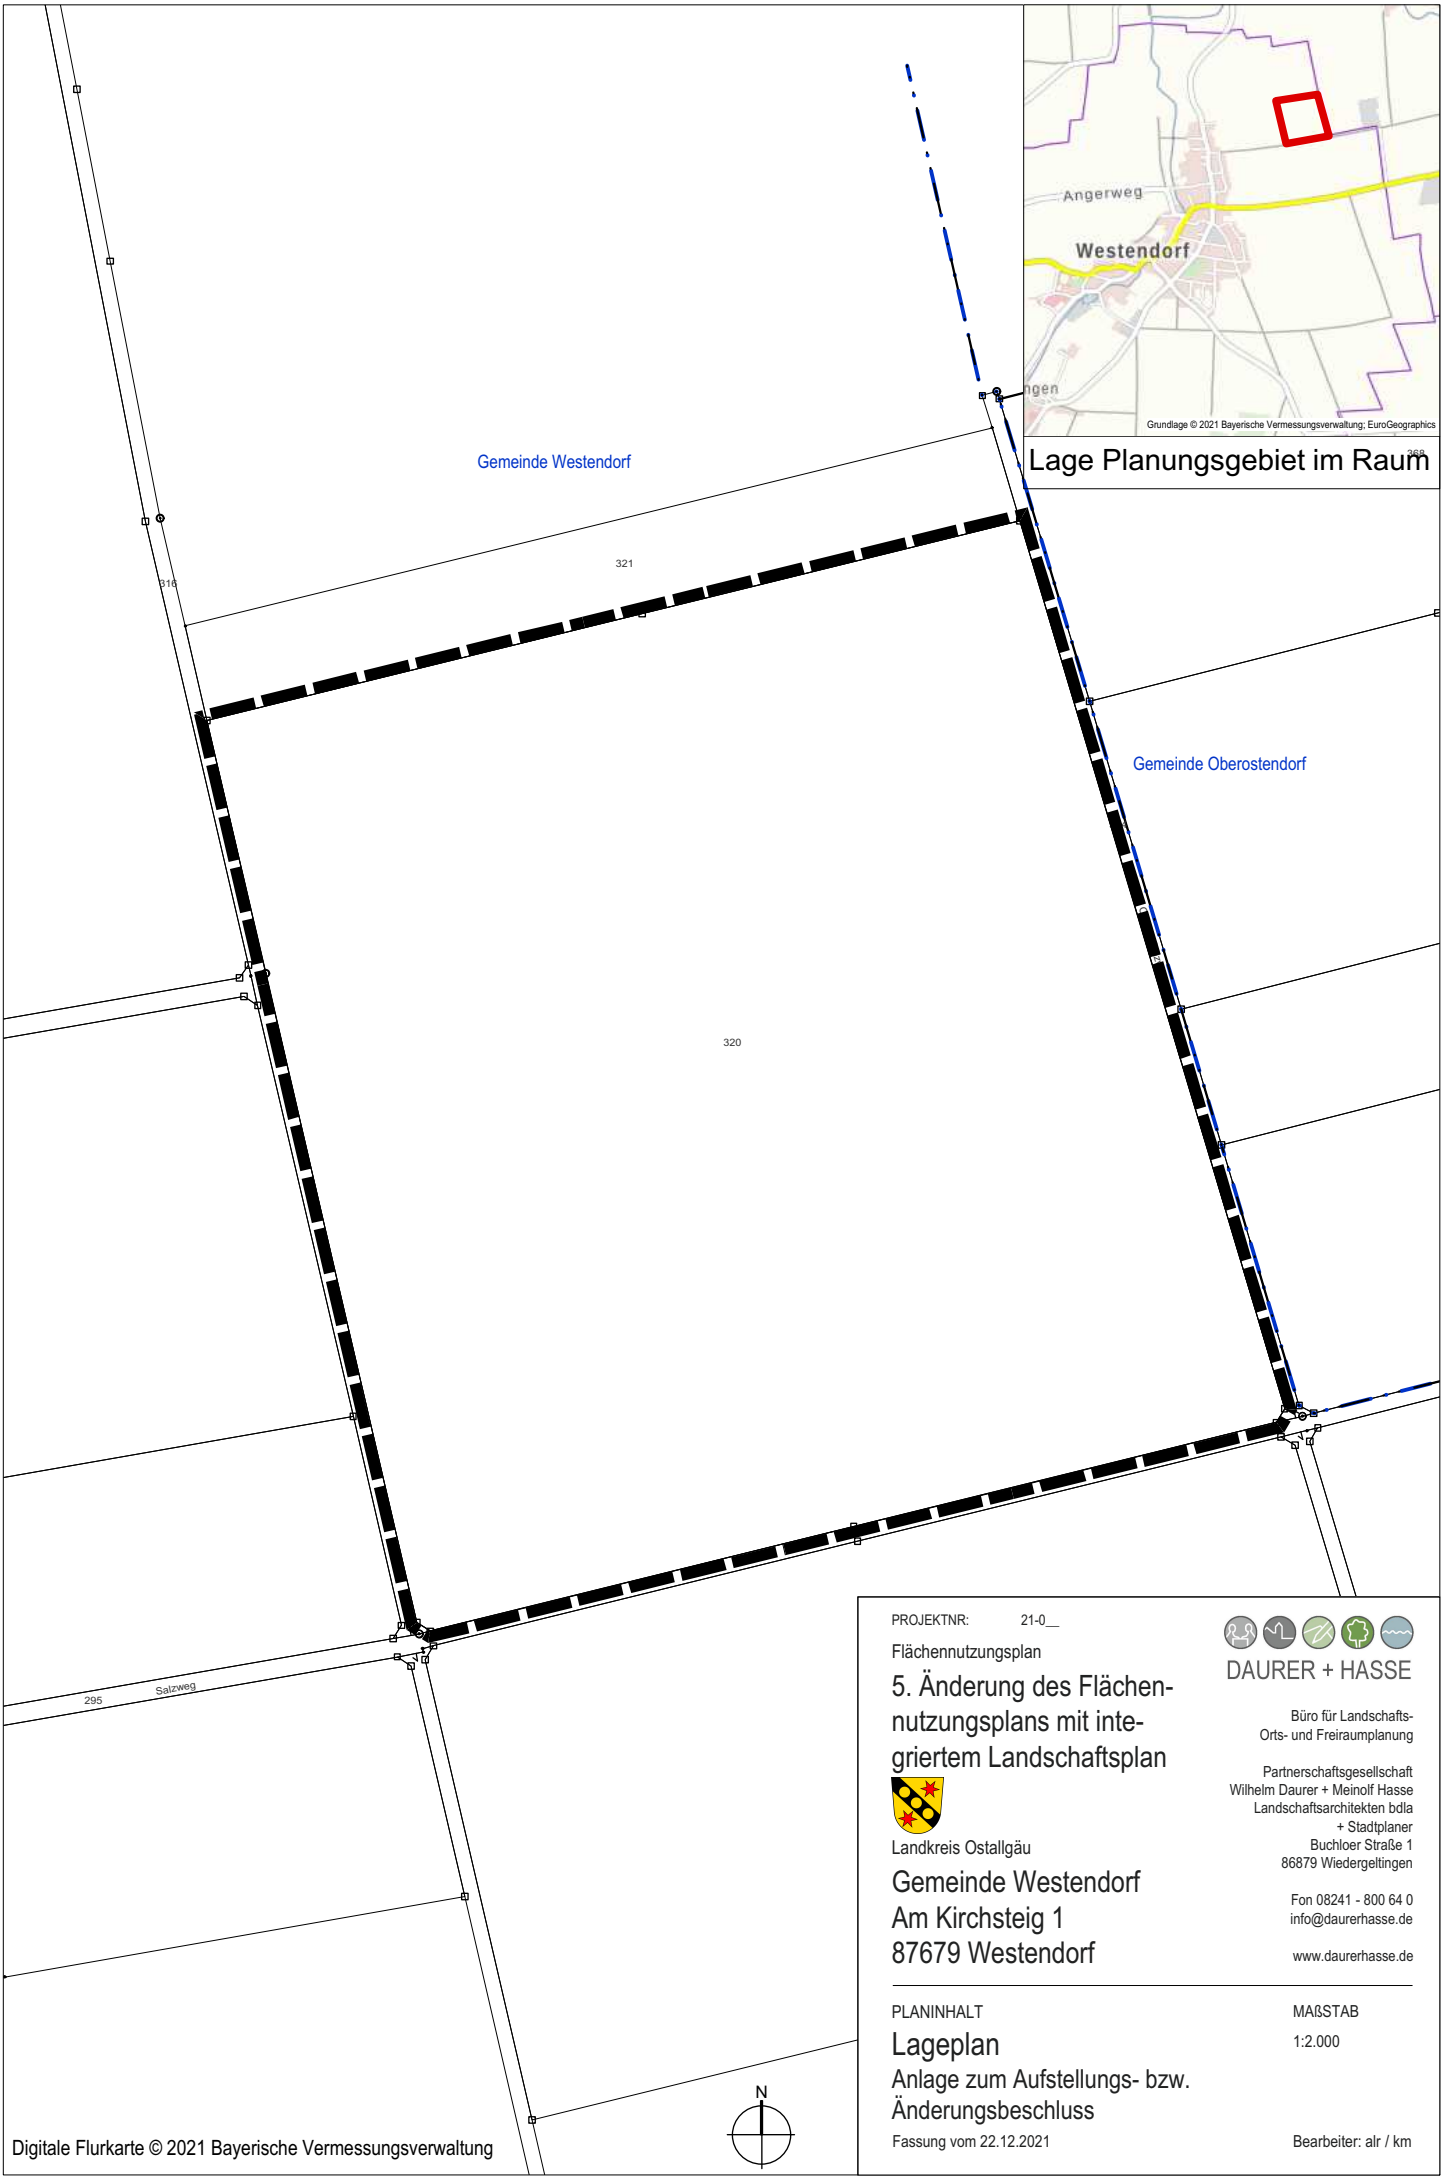 Angerweg
Westendorf
ngen
Grundlage © 2021 Bayerische Vermessungsverwaltung; EuroGeographics
Lage Planungsgebiet im Raum
368
Gemeinde Westendorf
321
316
Gemeinde Oberostendorf
320
295
Salzweg
PROJEKTNR: 21-0__
Flächennutzungsplan
5. Änderung des Flächen-
nutzungsplans mit inte-
griertem Landschaftsplan
Landkreis Ostallgäu
Gemeinde Westendorf
Am Kirchsteig 1
87679 Westendorf
DAURER + HASSE
Büro für Landschafts-
Orts- und Freiraumplanung
Partnerschaftsgesellschaft
Wilhelm Daurer + Meinolf Hasse
Landschaftsarchitekten bdla
+ Stadtplaner
Buchloer Straße 1
86879 Wiedergeltingen
Fon 08241 - 800 64 0
info@daurerhasse.de
www.daurerhasse.de
PLANINHALT
Lageplan
Anlage zum Aufstellungs- bzw.
Änderungsbeschluss
Fassung vom 22.12.2021
MAßSTAB
1:2.000
Bearbeiter: alr / km
N
Digitale Flurkarte © 2021 Bayerische Vermessungsverwaltung